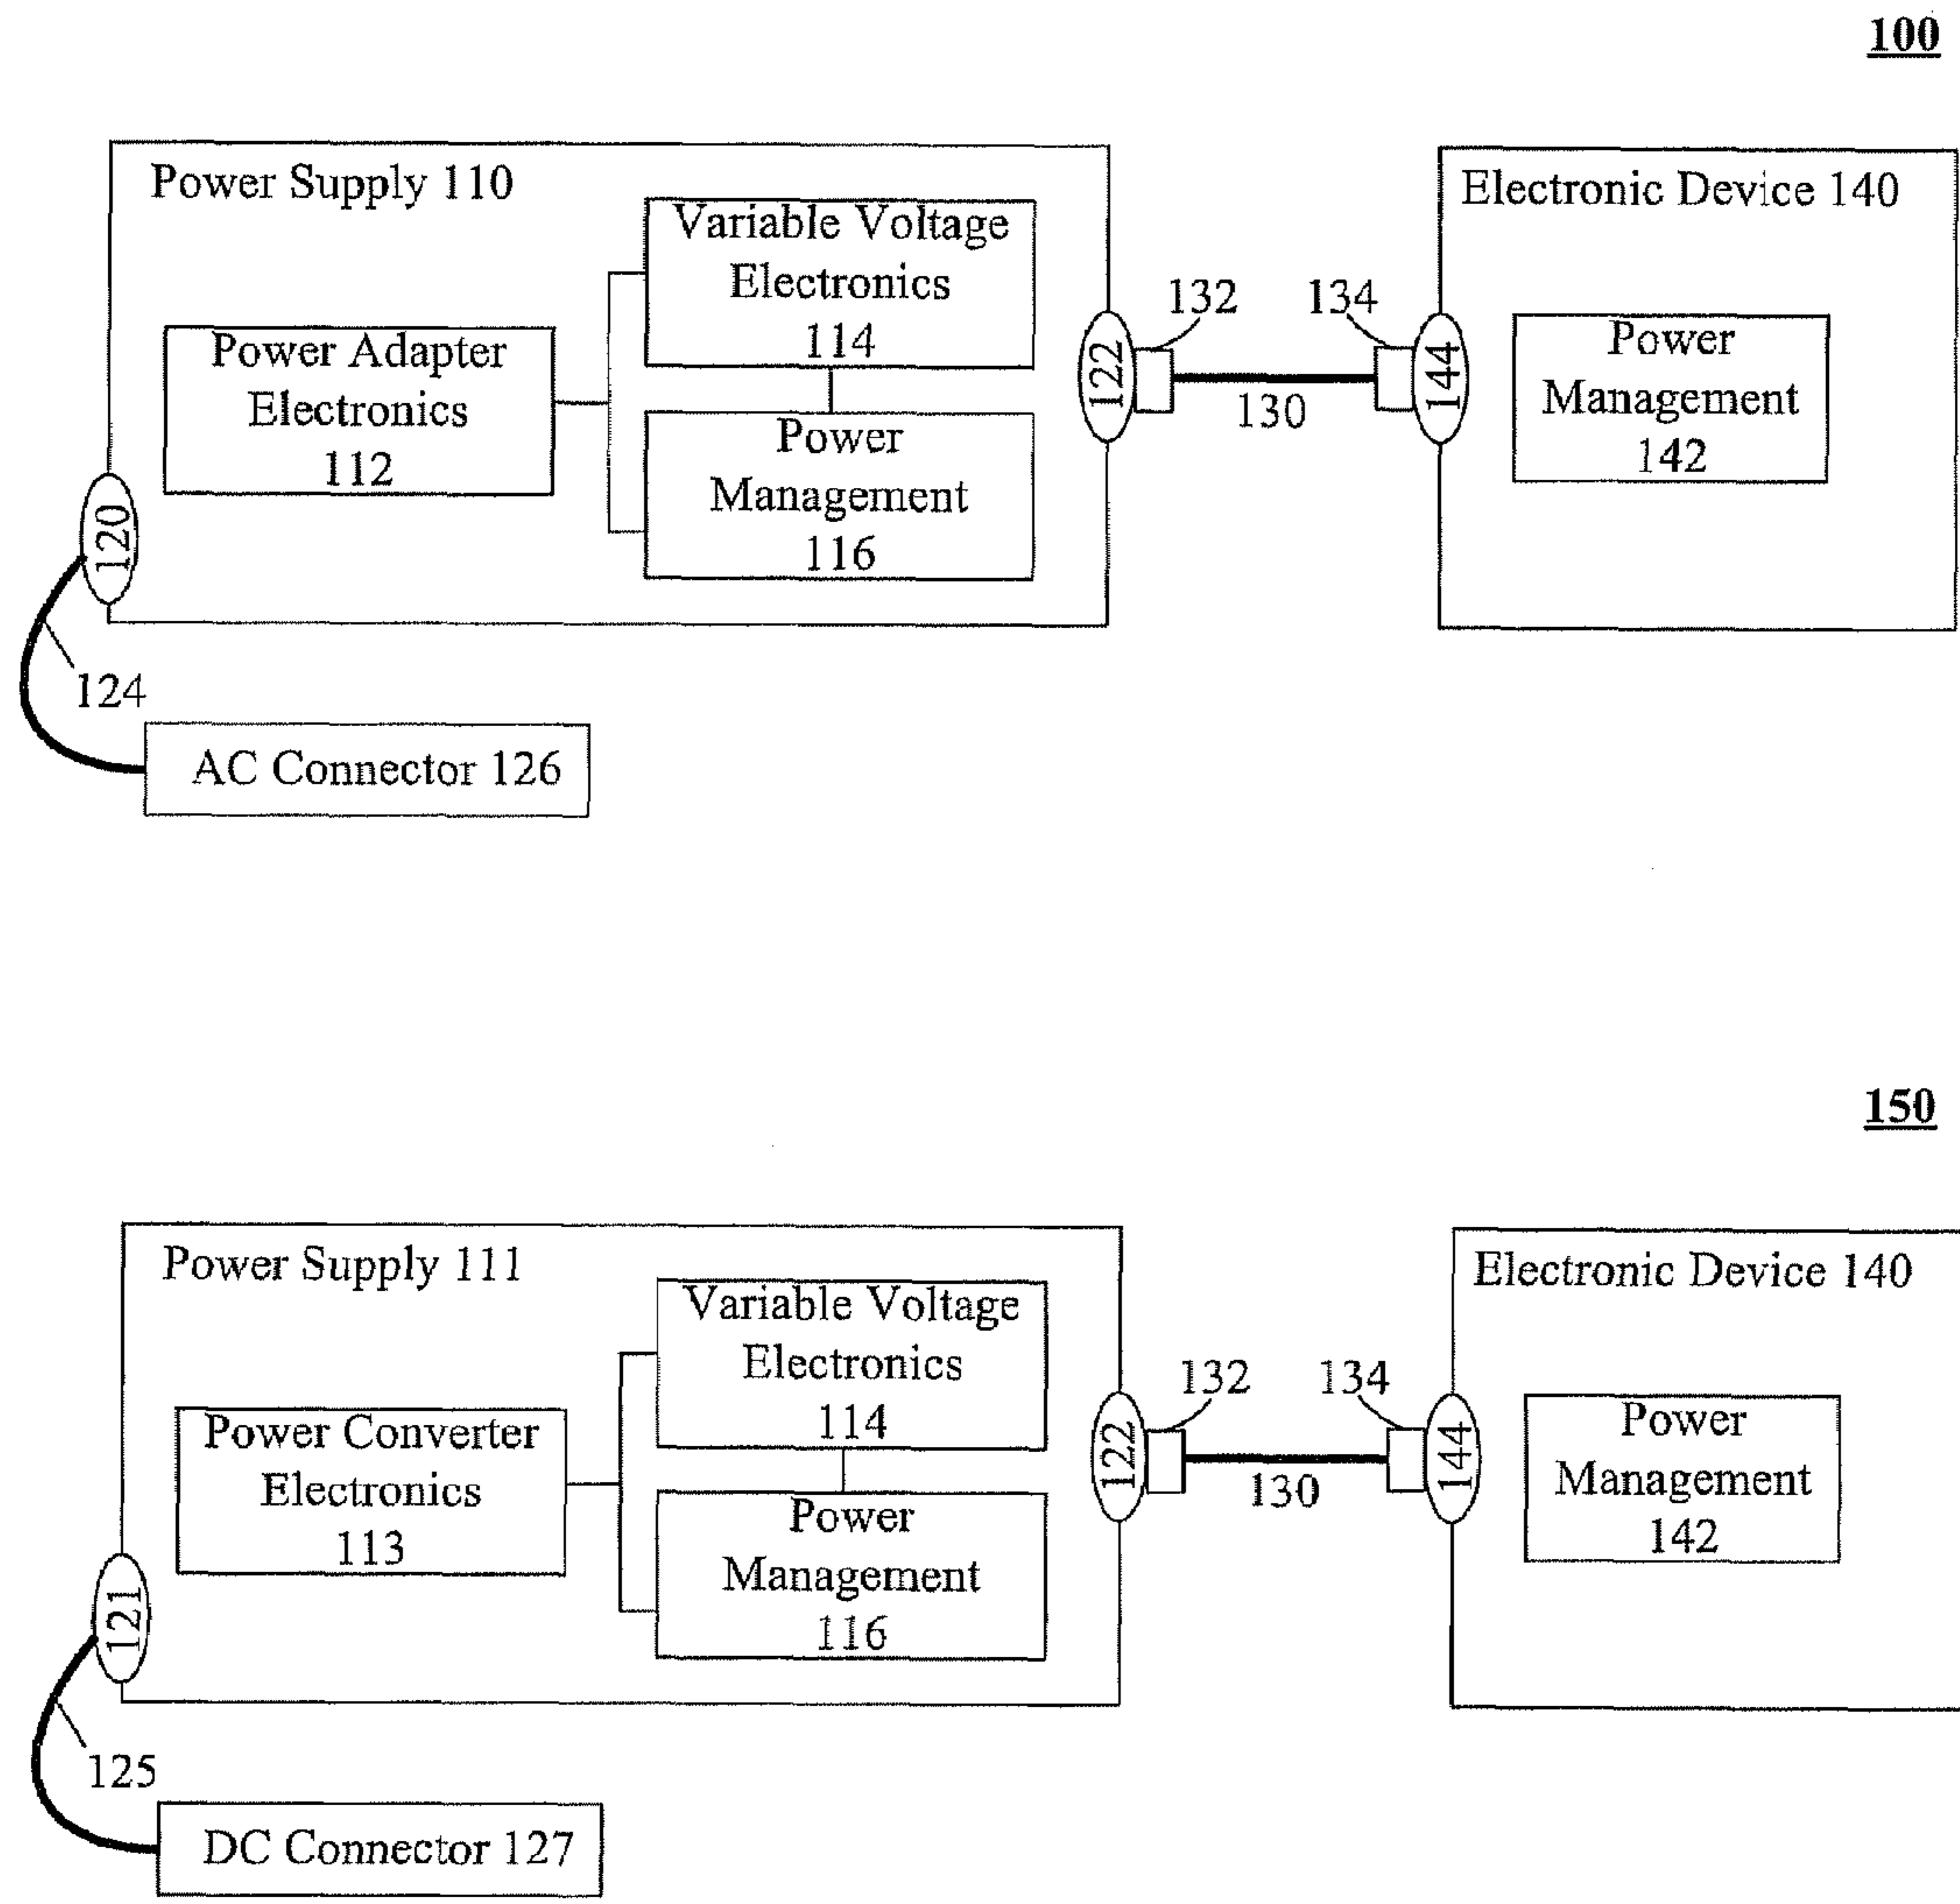 100
Power Supply 110
Electronic Device 140
Variable Voltage
Electronics
114
Power Adapter
Electronics
112
Power
Management
116
120
122
132
130
134
144
Power
Management
142
124
AC Connector 126
150
Power Supply 111
Electronic Device 140
Variable Voltage
Electronics
114
Power Converter
Electronics
113
Power
Management
116
121
122
132
130
134
144
Power
Management
142
125
DC Connector 127